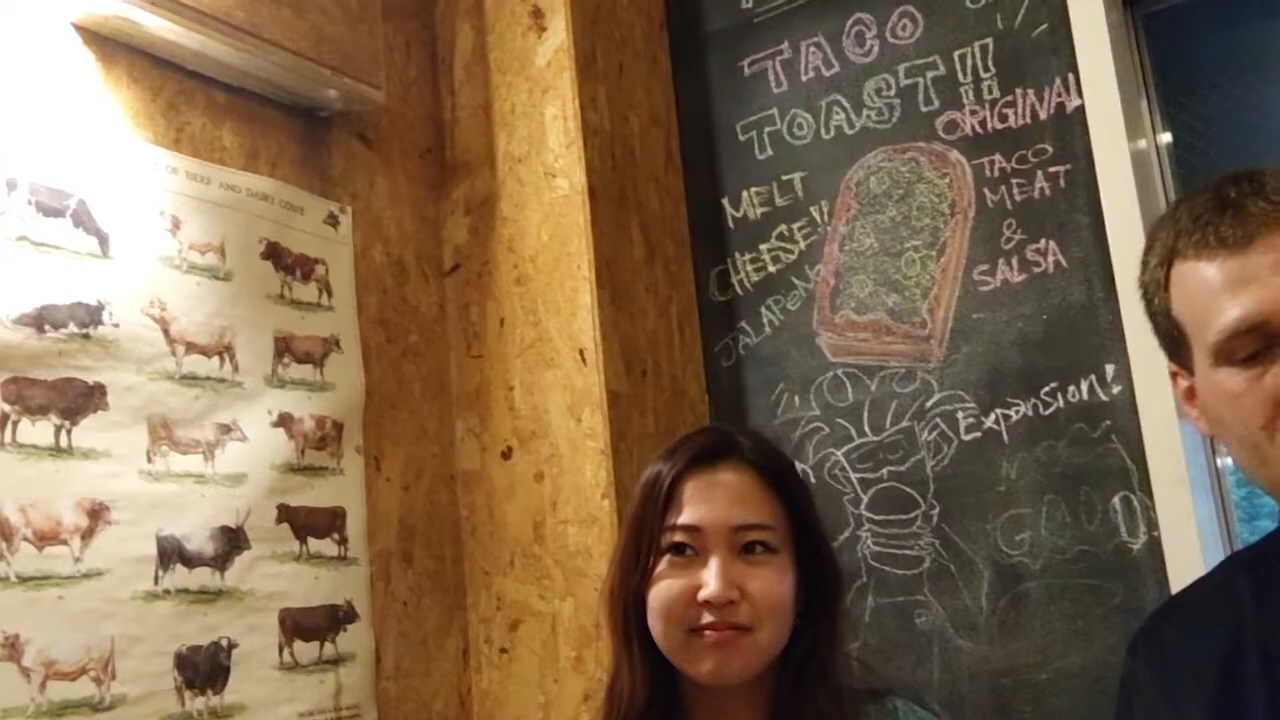 OF BEEF AND DAIRY COWS
TACO
TOAST!!
ORIGINAL
TACO
MEAT
&
SALSA
MELT
CHEESE!!
JALAPeNO
Expansion!
GOOD